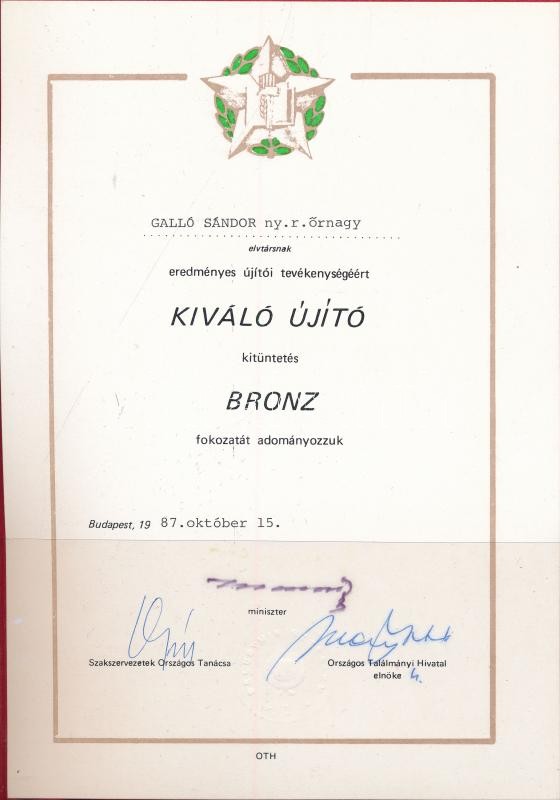 GALLÓ SÁNDOR ny.r.őrnagy
elvtársnak
eredményes újítói tevékenységéért
KIVÁLÓ ÚJÍTÓ
kitüntetés
BRONZ
fokozatát adományozzuk
Budapest, 19 87.október 15.
miniszter
Szakszervezetek Országos Tanácsa
Országos Találmányi Hivatal
elnöke
OTH